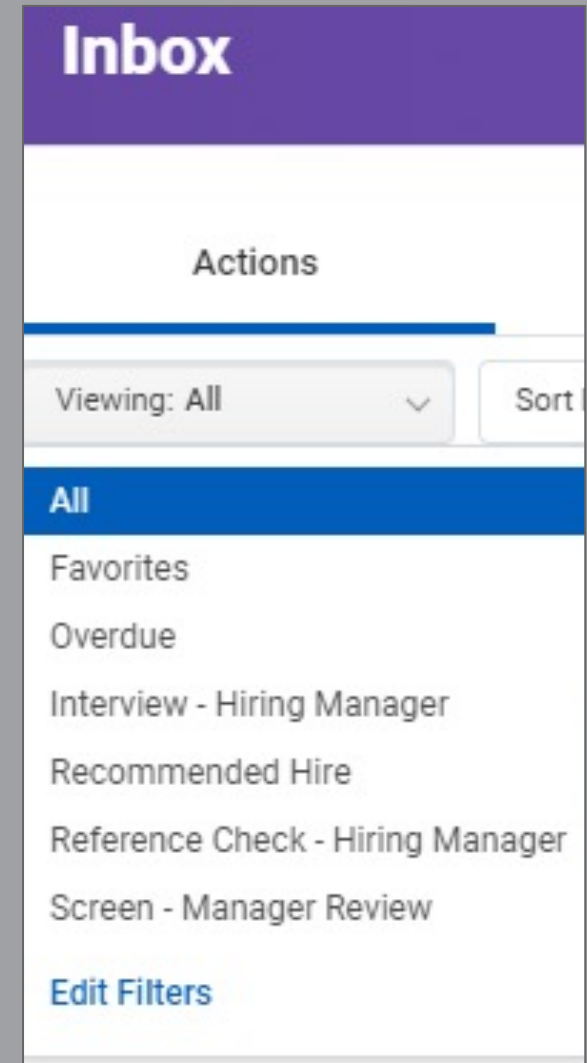 Inbox
Actions
Viewing: All
Sort
All
Favorites
Overdue
Interview - Hiring Manager
Recommended Hire
Reference Check - Hiring Manager
Screen - Manager Review
Edit Filters